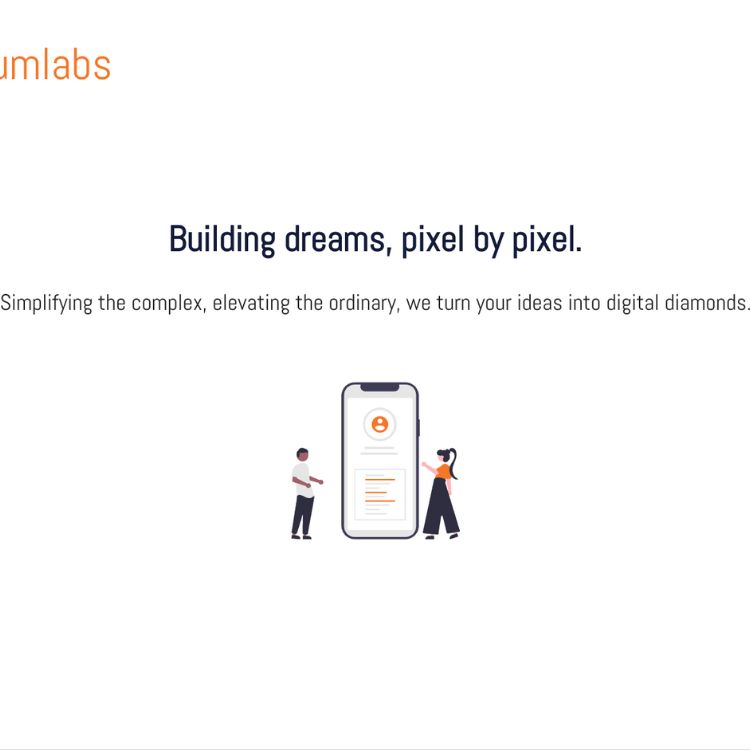 umlabs
Building dreams, pixel by pixel.
Simplifying the complex, elevating the ordinary, we turn your ideas into digital diamonds.